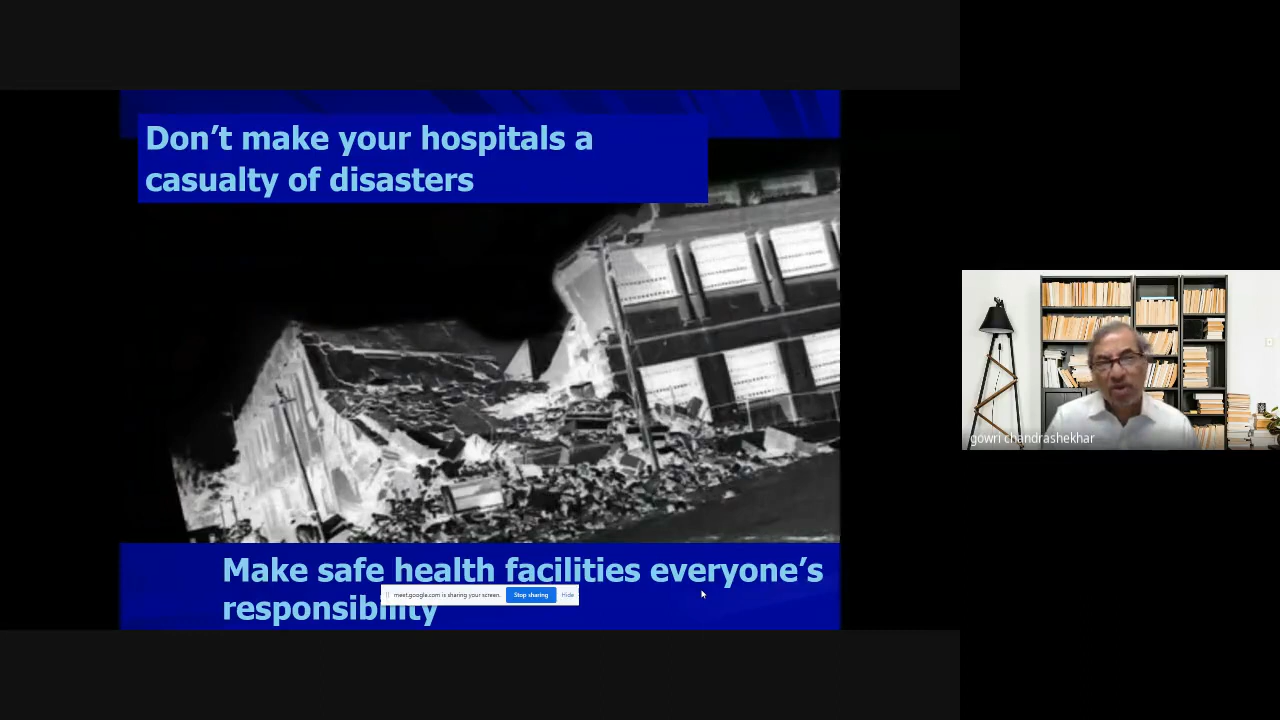 Don't make your hospitals a
casualty of disasters
Make safe health facilities everyone's
responsibility
meet.google.com is sharing your screen. Stop sharing Hide
gowri chandrashekhar